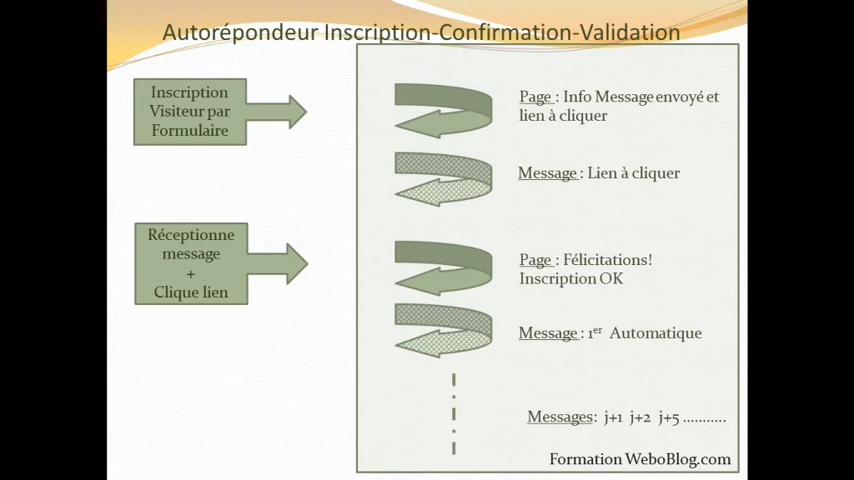 Autorépondeur Inscription-Confirmation-Validation
Inscription
Visiteur par
Formulaire
Page : Info Message envoyé et
lien à cliquer
Message : Lien à cliquer
Réceptionne
message
+
Clique lien
Page : Félicitations!
Inscription OK
Message : 1er Automatique
Messages: j+1 j+2 j+5 ...........
Formation WeboBlog.com